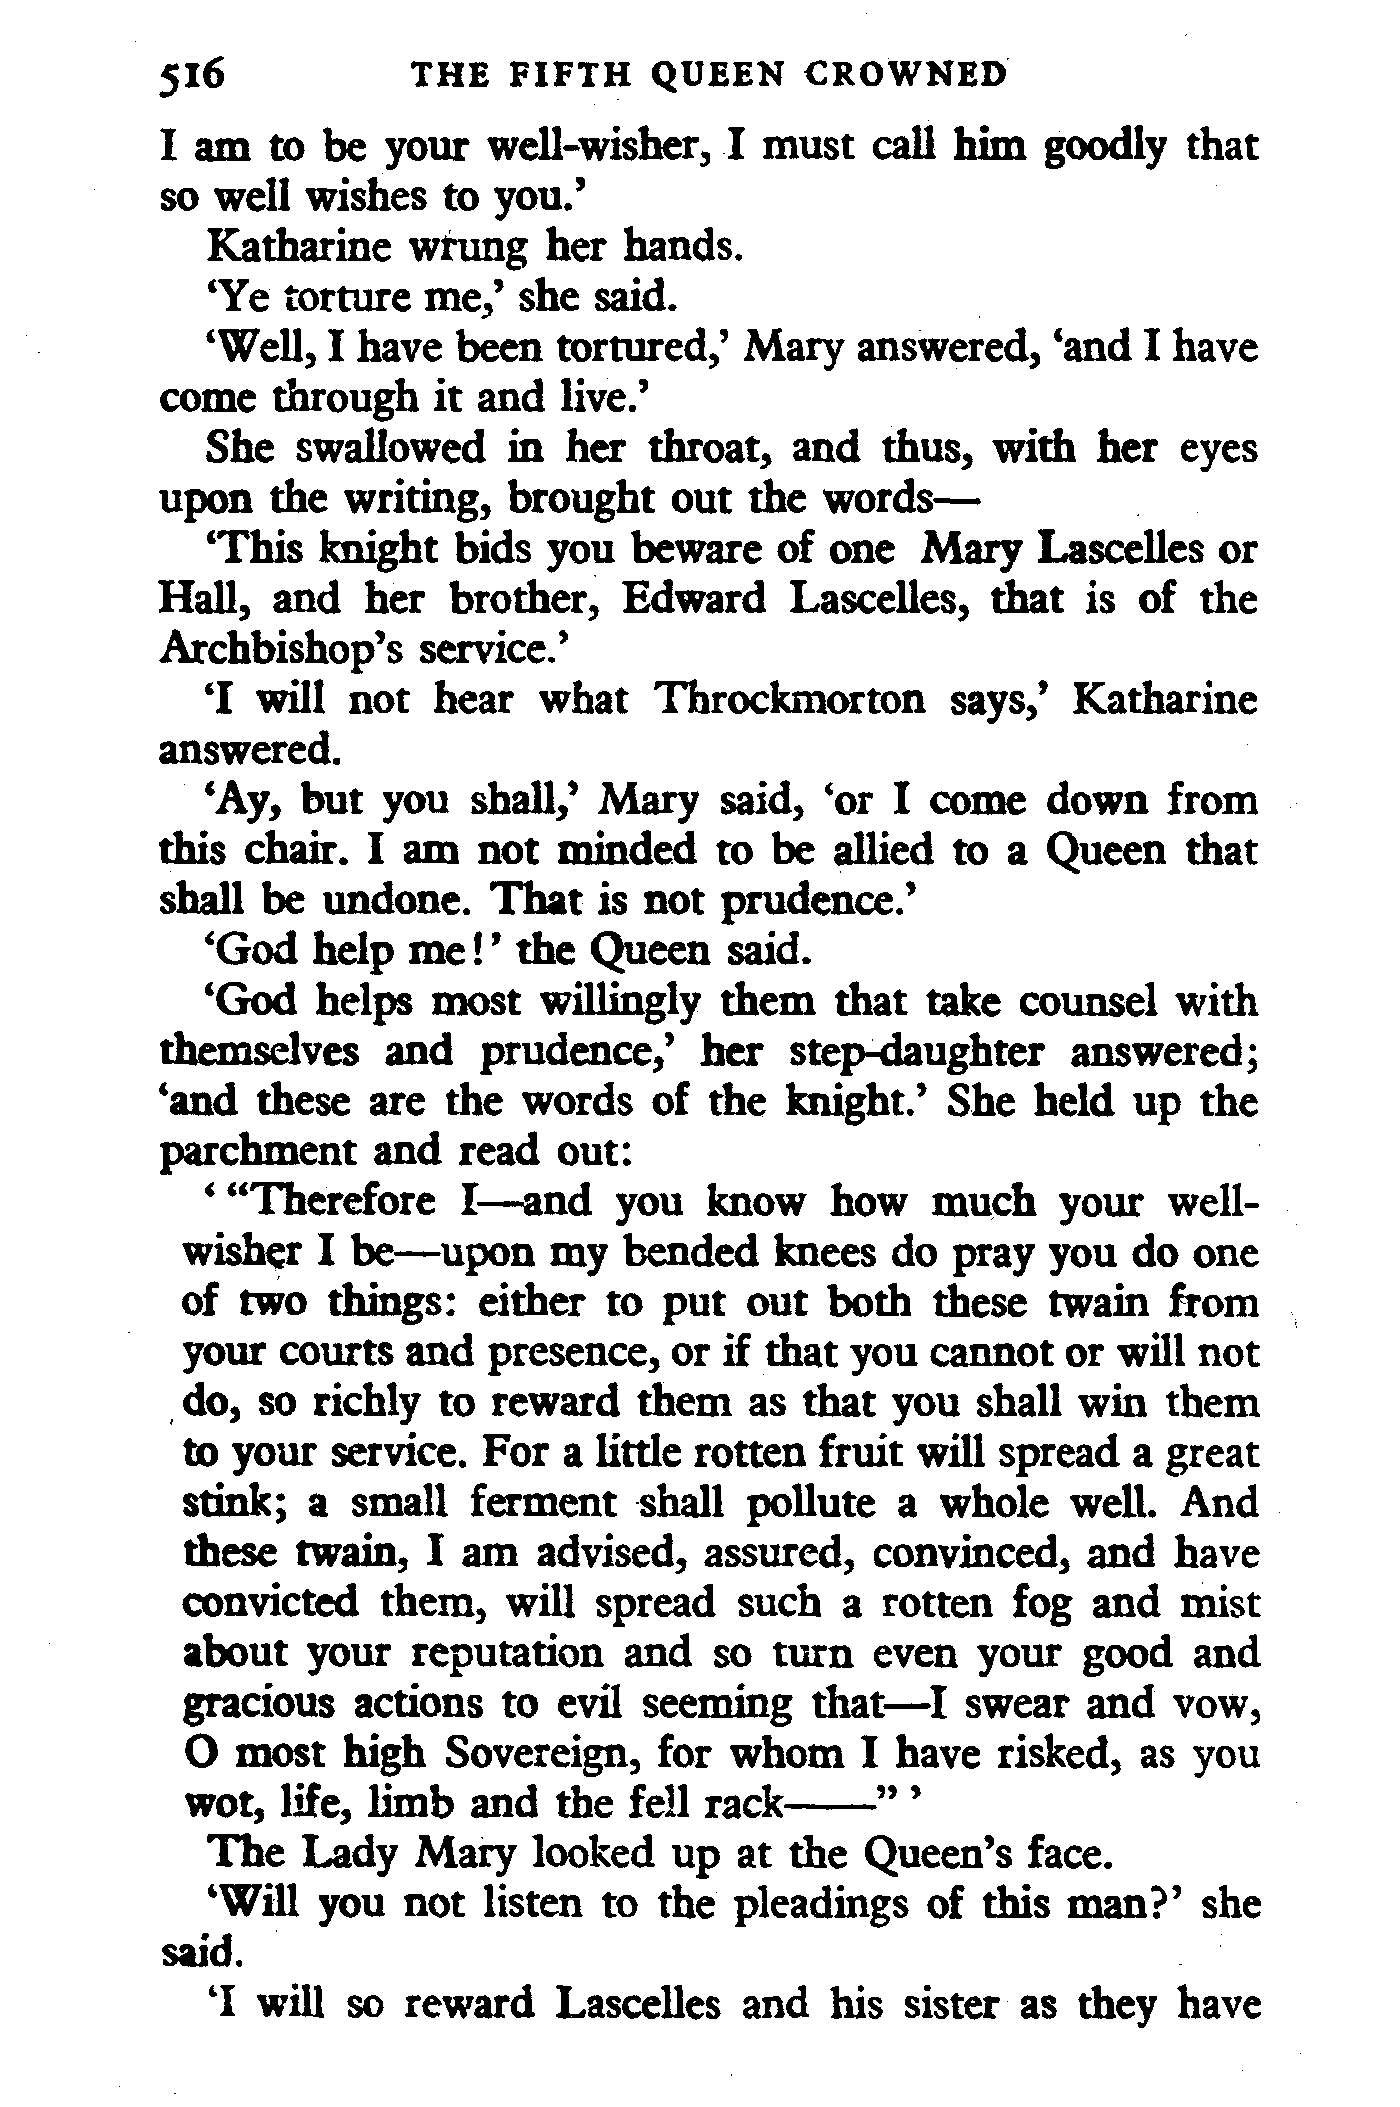 516 THE FIFTH QUEEN CROWNED
I am to be your well-wisher, I must call him goodly that
so well wishes to you.’
Katharine wrung her hands.
‘Ye torture me,’ she said.
‘Well, I have been tortured,’ Mary answered, ‘and I have
come through it and live.’
She swallowed in her throat, and thus, with her eyes
upon the writing, brought out the words—
‘This knight bids you beware of one Mary Lascelles or
Hall, and her brother, Edward Lascelles, that is of the
Archbishop’s service.’
‘I will not hear what Throckmorton says,’ Katharine
answered.
‘Ay, but you shall,’ Mary said, ‘or I come down from
this chair. I am not minded to be allied to a Queen that
shall be undone. That is not prudence.’
‘God help me!’ the Queen said.
‘God helps most willingly them that take counsel with
themselves and prudence,’ her step-daughter answered;
‘and these are the words of the knight.’ She held up the
parchment and read out:
‘ “Therefore I—and you know how much your well-
wisher I be—upon my bended knees do pray you do one
of two things: either to put out both these twain from
your courts and presence, or if that you cannot or will not
do, so richly to reward them as that you shall win them
to your service. For a little rotten fruit will spread a great
stink; a small ferment shall pollute a whole well. And
these twain, I am advised, assured, convinced, and have
convicted them, will spread such a rotten fog and mist
about your reputation and so turn even your good and
gracious actions to evil seeming that—I swear and vow,
O most high Sovereign, for whom I have risked, as you
wot, life, limb and the fell rack——” ’
The Lady Mary looked up at the Queen’s face.
‘Will you not listen to the pleadings of this man?’ she
said.
‘I will so reward Lascelles and his sister as they have